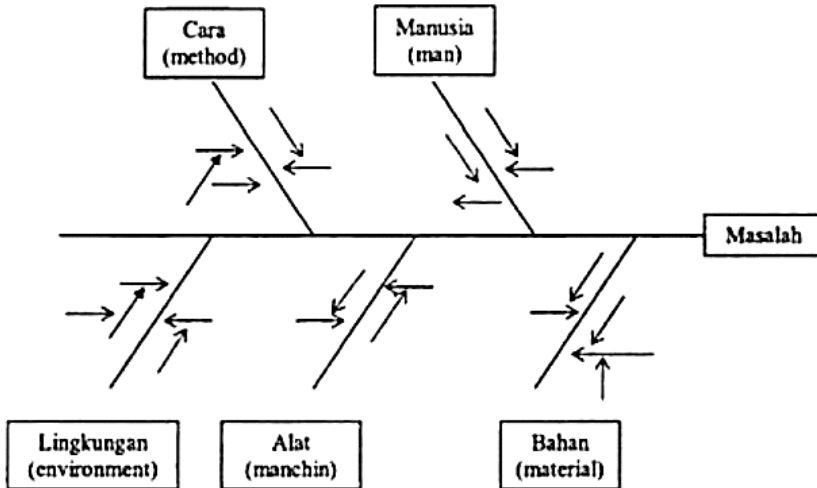 Cara
(method)
Manusia
(man)
Masalah
Lingkungan
(environment)
Alat
(manchin)
Bahan
(material)